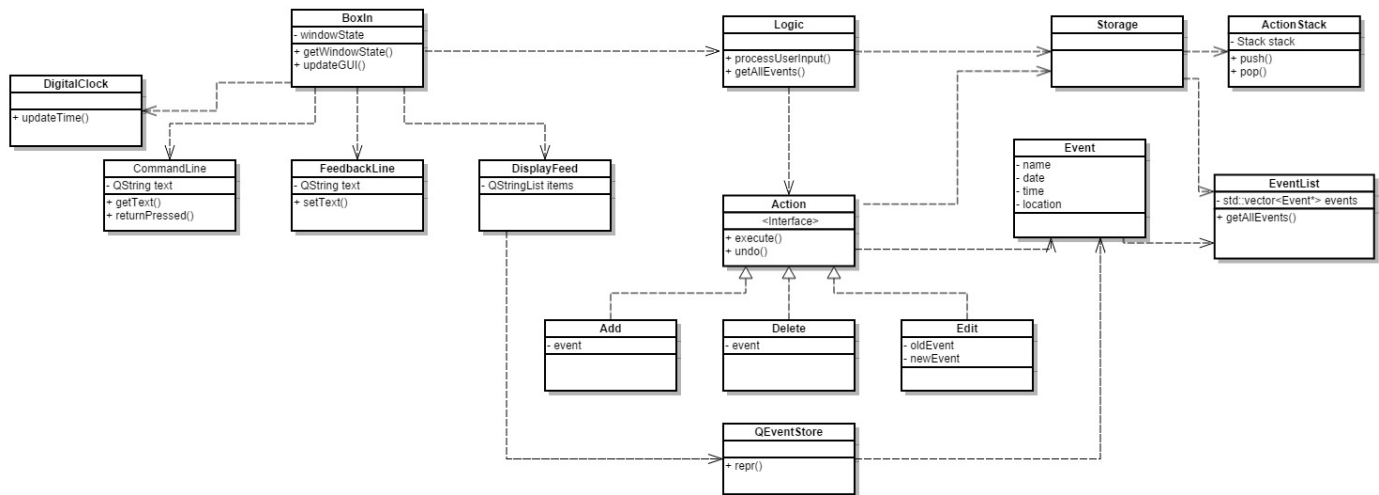 BoxIn
- windowState
+ getWindowState()
+ updateGUI()
Logic
+ processUserInput()
+ getAllEvents()
Storage
ActionStack
- Stack stack
+ push()
+ pop()
DigitalClock
+ updateTime()
CommandLine
- QString text
+ getText()
+ returnPressed()
FeedbackLine
- QString text
+ setText()
DisplayFeed
- QStringList items
Event
- name
- date
- time
- location
EventList
- std::vector<Event*> events
+ getAllEvents()
Action
<Interface>
+ execute()
+ undo()
Add
- event
Delete
- event
Edit
- oldEvent
- newEvent
QEventStore
+ repr()